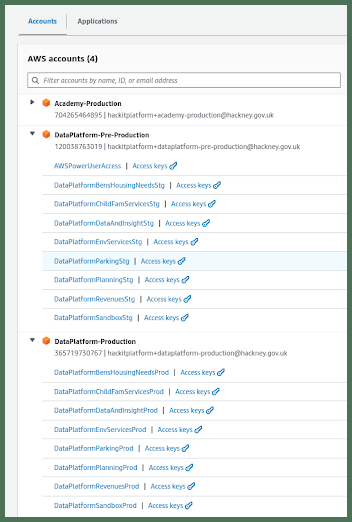 Accounts
Applications
AWS accounts (4)
Filter accounts by name, ID, or email address
Academy-Production
704265464895 | hackitplatform+academy-production@hackney.gov.uk
DataPlatform-Pre-Production
120038763019 | hackitplatform+dataplatform-pre-production@hackney.gov.uk
AWSPowerUserAccess | Access keys
DataPlatformBensHousingNeedsStg | Access keys
DataPlatformChildFamServicesStg | Access keys
DataPlatformDataAndInsightStg | Access keys
DataPlatformEnvServicesStg | Access keys
DataPlatformParkingStg | Access keys
DataPlatformPlanningStg | Access keys
DataPlatformRevenuesStg | Access keys
DataPlatformSandboxStg | Access keys
DataPlatform-Production
365719730767 | hackitplatform+dataplatform-production@hackney.gov.uk
DataPlatformBensHousingNeedsProd | Access keys
DataPlatformChildFamServicesProd | Access keys
DataPlatformDataAndInsightProd | Access keys
DataPlatformEnvServicesProd | Access keys
DataPlatformParkingProd | Access keys
DataPlatformPlanningProd | Access keys
DataPlatformRevenuesProd | Access keys
DataPlatformSandboxProd | Access keys